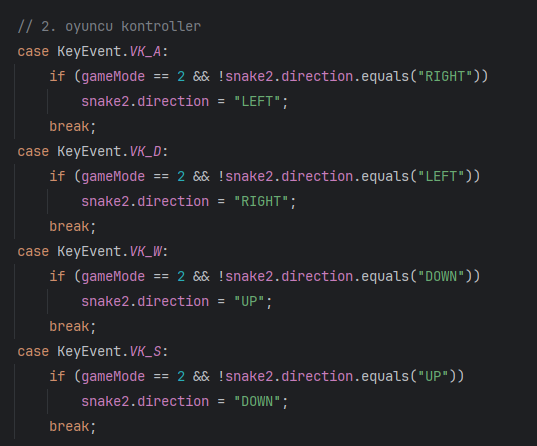 // 2. oyuncu kontroller
case KeyEvent.VK_A:
    if (gameMode == 2 && !snake2.direction.equals("RIGHT"))
        snake2.direction = "LEFT";
    break;
case KeyEvent.VK_D:
    if (gameMode == 2 && !snake2.direction.equals("LEFT"))
        snake2.direction = "RIGHT";
    break;
case KeyEvent.VK_W:
    if (gameMode == 2 && !snake2.direction.equals("DOWN"))
        snake2.direction = "UP";
    break;
case KeyEvent.VK_S:
    if (gameMode == 2 && !snake2.direction.equals("UP"))
        snake2.direction = "DOWN";
    break;